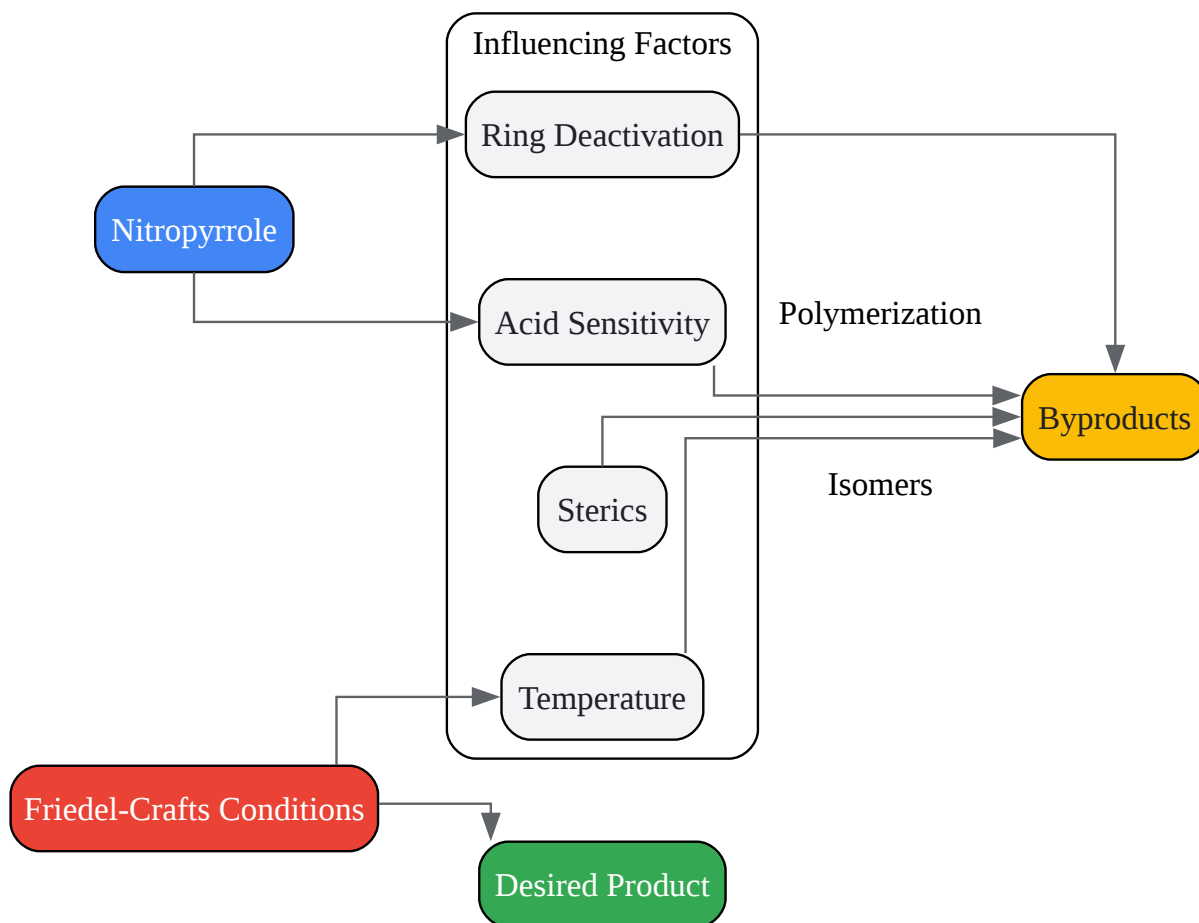 Influencing Factors
Ring Deactivation
Nitropyrrole
Acid Sensitivity
Polymerization
Byproducts
Isomers
Sterics
Temperature
Friedel-Crafts Conditions
Desired Product